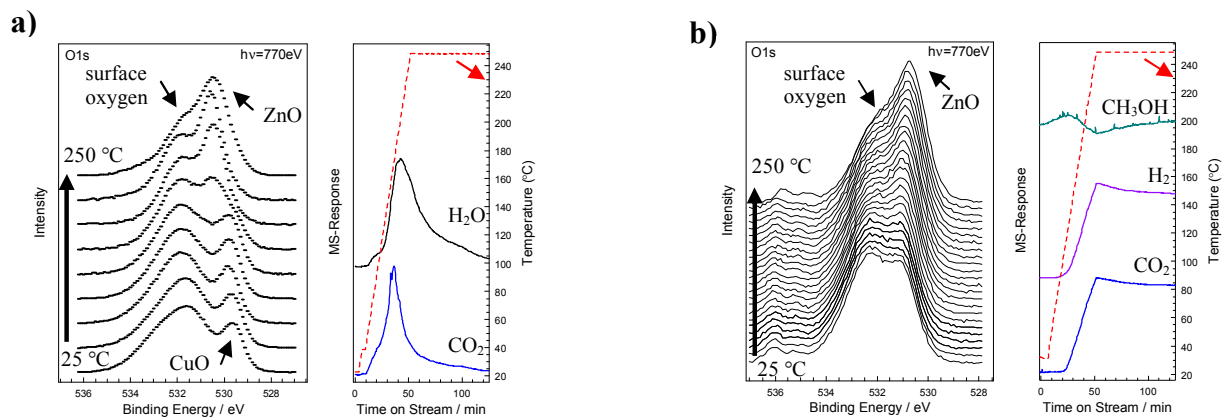 a)
O1s hν=770eV
surface
oxygen
ZnO
250 °C
25 °C
CuO
Intensity
536 534 532 530 528
Binding Energy / eV
MS-Response
H₂O
CO₂
0 50 100
Time on Stream / min
240
220
200
180
160
140
120
100
80
60
40
20
Temperature (°C)
b)
O1s hν=770eV
surface
oxygen
ZnO
250 °C
25 °C
Intensity
536 534 532 530 528
Binding Energy / eV
MS-Response
CH₃OH
H₂
CO₂
0 50 100
Time on Stream / min
240
220
200
180
160
140
120
100
80
60
40
20
Temperature (°C)